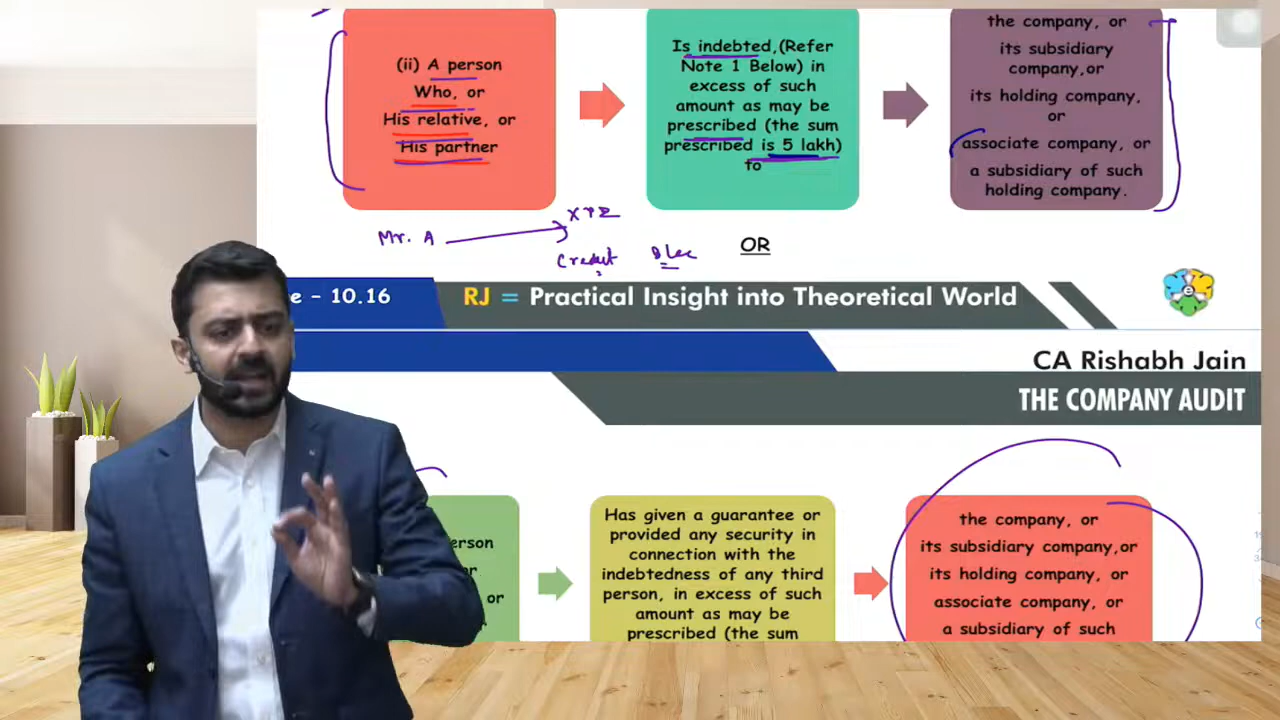 (ii) A person
Who, or
His relative, or
His partner
Is indebted,(Refer
Note 1 Below) in
excess of such
amount as may be
prescribed (the sum
prescribed is 5 lakh)
to
the company, or
its subsidiary
company,or
its holding company,
or
associate company, or
a subsidiary of such
holding company.
Mr. A
XYZ
Credit
OR
e - 10.16
RJ = Practical Insight into Theoretical World
CA Rishabh Jain
THE COMPANY AUDIT
erson
or
or
Has given a guarantee or
provided any security in
connection with the
indebtedness of any third
person, in excess of such
amount as may be
prescribed (the sum
the company, or
its subsidiary company,or
its holding company, or
associate company, or
a subsidiary of such